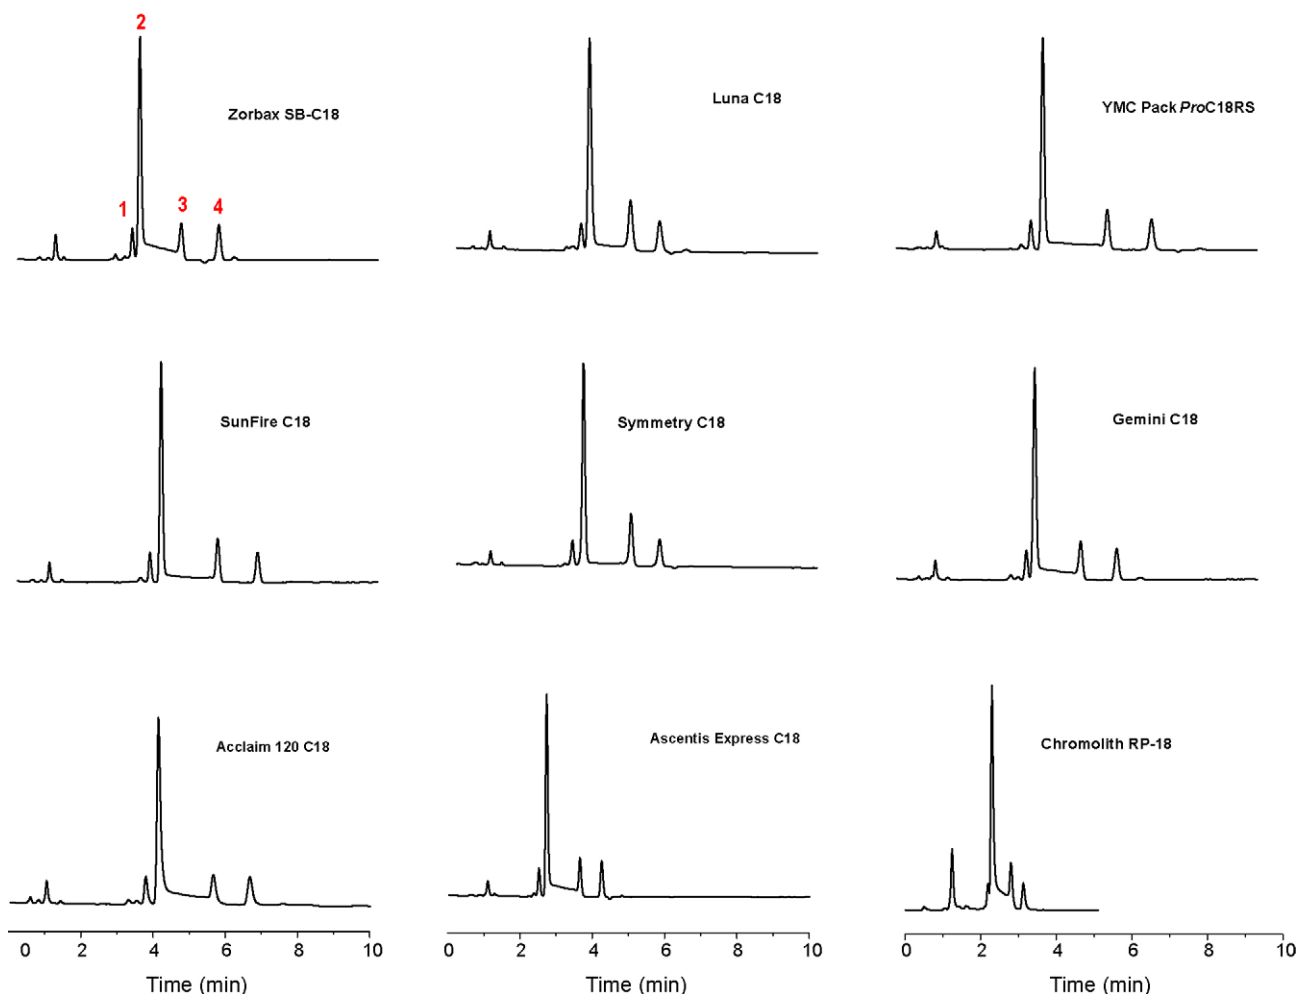 2
Zorbax SB-C18
1
3
4
Luna C18
YMC Pack ProC18RS
SunFire C18
Symmetry C18
Gemini C18
Acclaim 120 C18
Ascentis Express C18
Chromolith RP-18
0 2 4 6 8 10
Time (min)
0 2 4 6 8 10
Time (min)
0 2 4 6 8 10
Time (min)